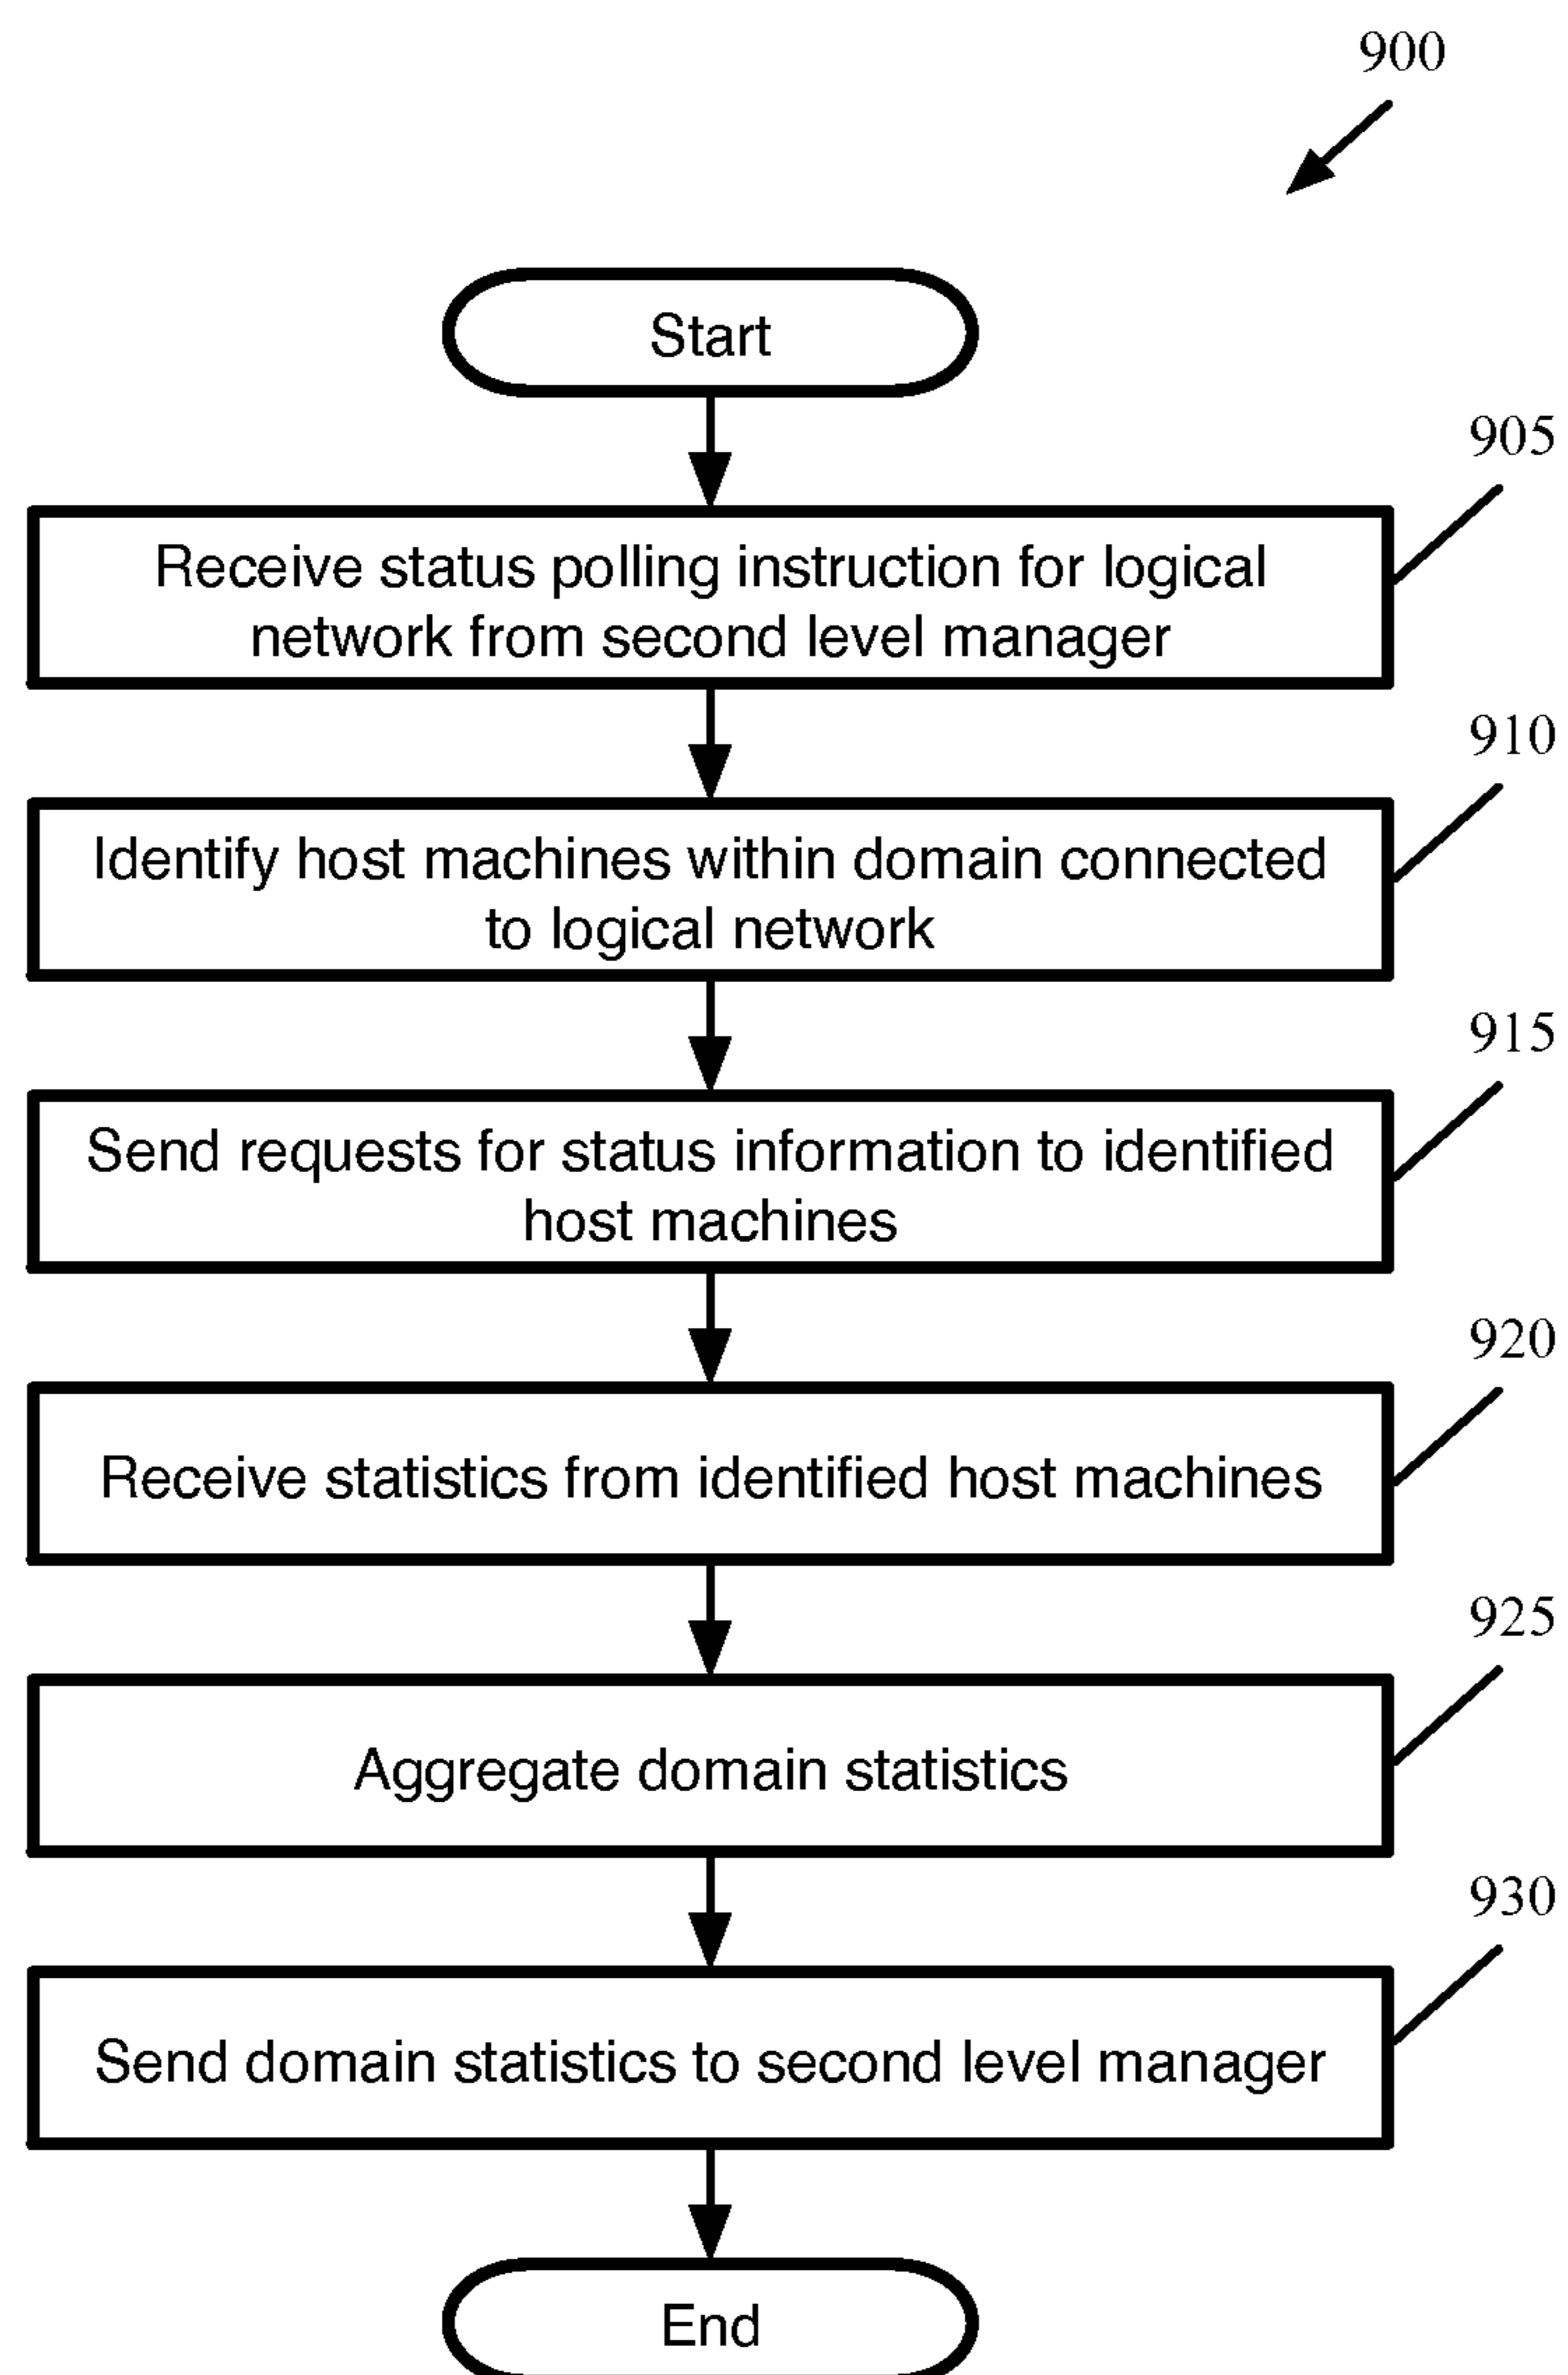 900
Start
905
Receive status polling instruction for logical
network from second level manager
910
Identify host machines within domain connected
to logical network
915
Send requests for status information to identified
host machines
920
Receive statistics from identified host machines
925
Aggregate domain statistics
930
Send domain statistics to second level manager
End